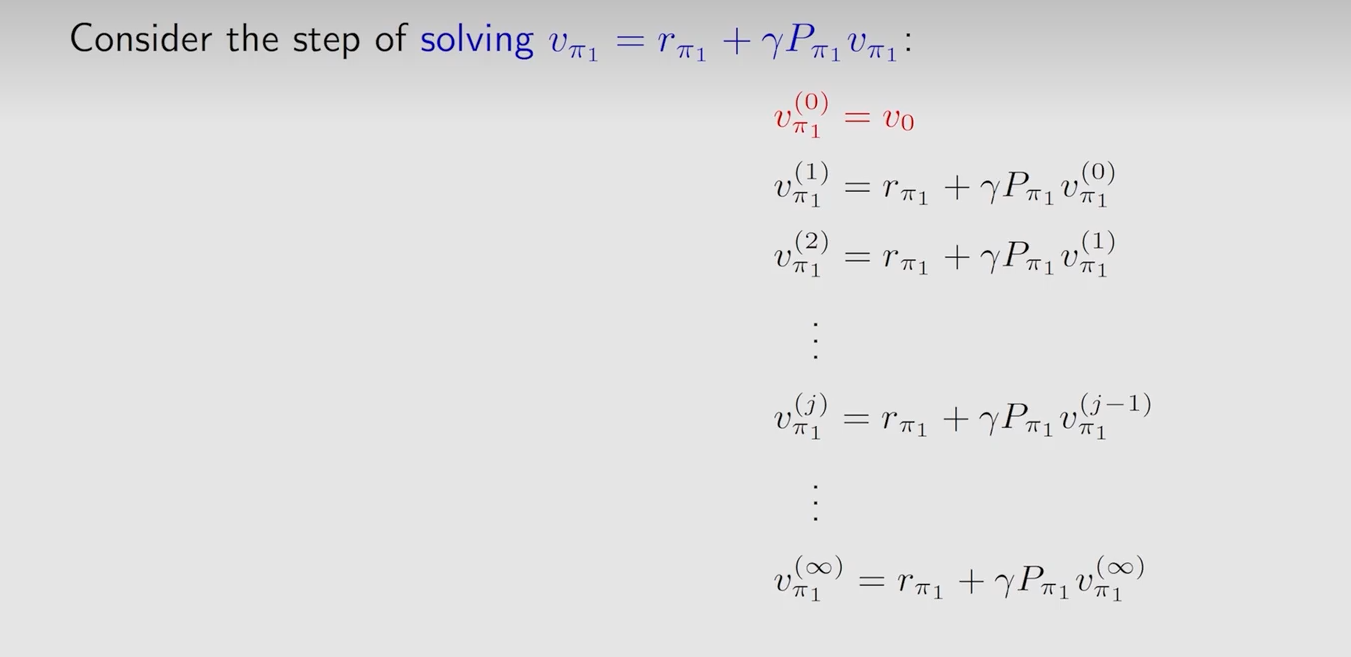 Consider the step of solving $v_{\pi_1} = r_{\pi_1} + \gamma P_{\pi_1} v_{\pi_1}$:
$v_{\pi_1}^{(0)} = v_0$
$v_{\pi_1}^{(1)} = r_{\pi_1} + \gamma P_{\pi_1} v_{\pi_1}^{(0)}$
$v_{\pi_1}^{(2)} = r_{\pi_1} + \gamma P_{\pi_1} v_{\pi_1}^{(1)}$
⋮
$v_{\pi_1}^{(j)} = r_{\pi_1} + \gamma P_{\pi_1} v_{\pi_1}^{(j-1)}$
⋮
$v_{\pi_1}^{(\infty)} = r_{\pi_1} + \gamma P_{\pi_1} v_{\pi_1}^{(\infty)}$